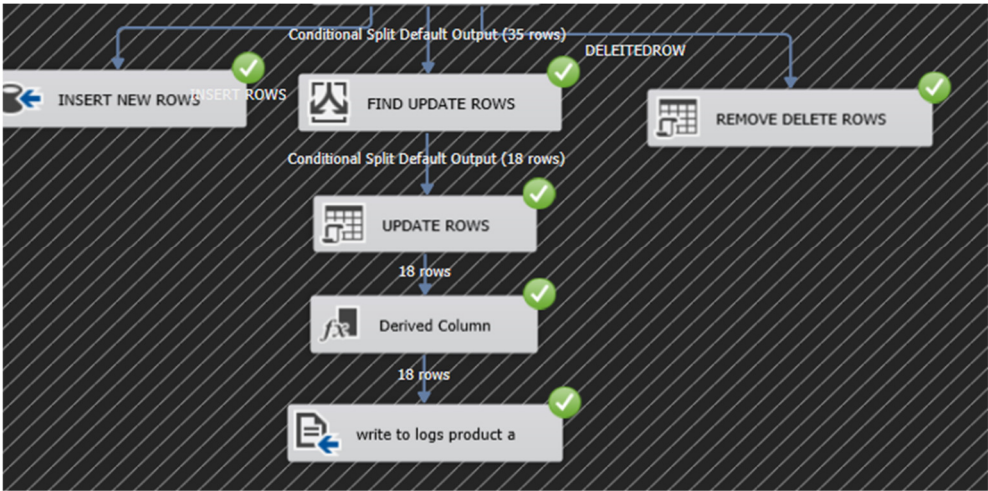 Conditional Split Default Output (35 rows)
DELEITEDROW
INSERT NEW ROWS
INSERT ROWS
FIND UPDATE ROWS
REMOVE DELETE ROWS
Conditional Split Default Output (18 rows)
UPDATE ROWS
18 rows
fx
Derived Column
18 rows
write to logs product a